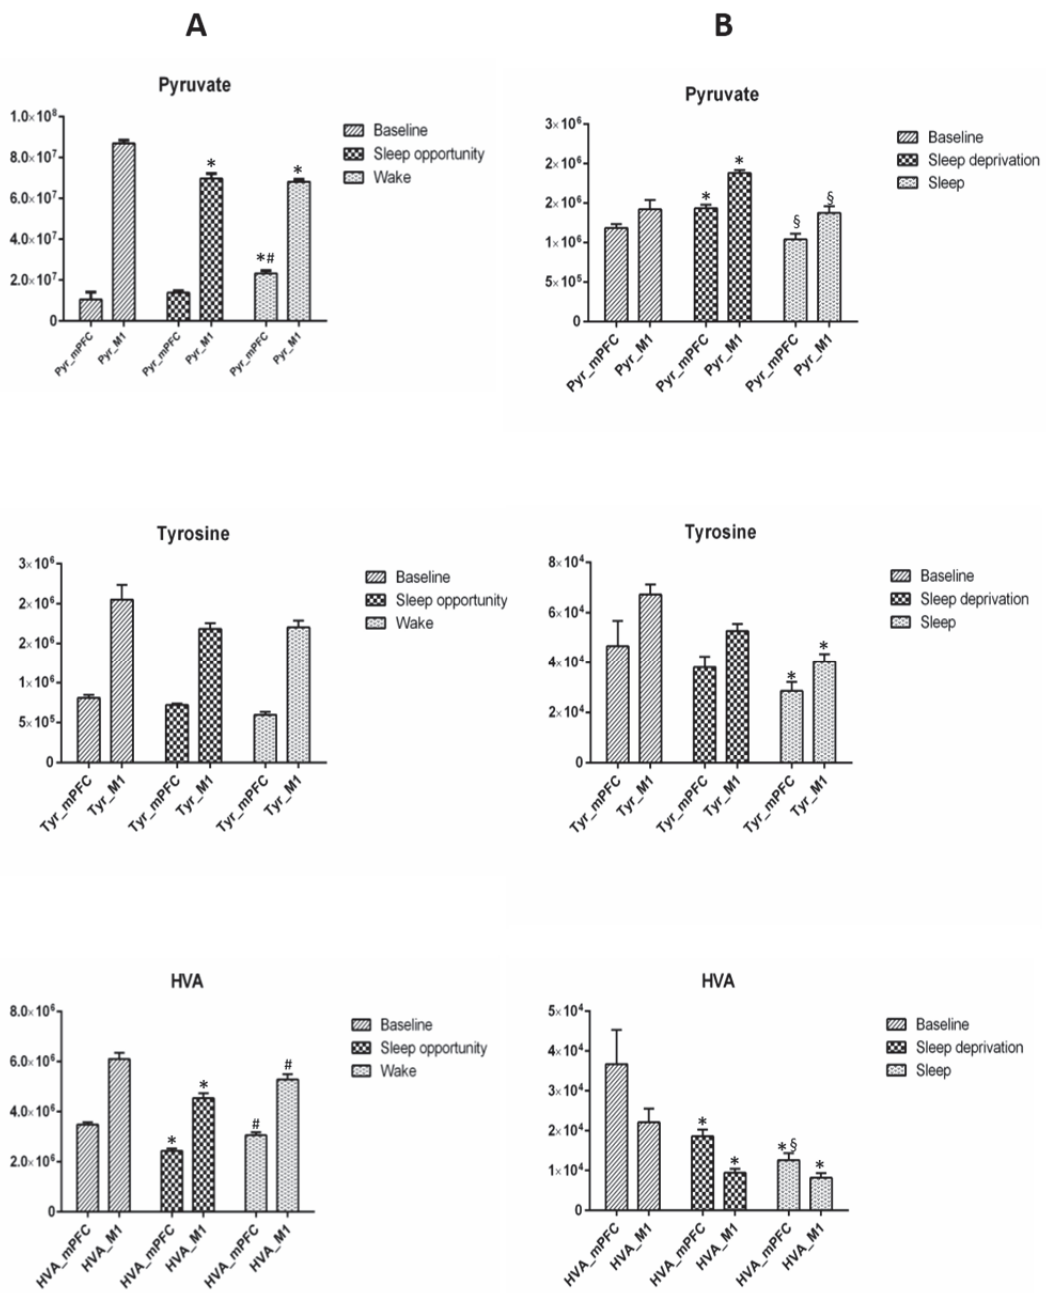 A
B
Pyruvate
1.0×10⁸
8.0×10⁷
6.0×10⁷
4.0×10⁷
2.0×10⁷
0
*
*#
*
Pyr_mPFC
Pyr_M1
Pyr_mPFC
Pyr_M1
Pyr_mPFC
Pyr_M1
Baseline
Sleep opportunity
Wake
Pyruvate
3×10⁶
2×10⁶
2×10⁶
1×10⁶
5×10⁵
0
*
*
§
§
Pyr_mPFC
Pyr_M1
Pyr_mPFC
Pyr_M1
Pyr_mPFC
Pyr_M1
Baseline
Sleep deprivation
Sleep
Tyrosine
3×10⁶
2×10⁶
2×10⁶
1×10⁶
5×10⁵
0
Tyr_mPFC
Tyr_M1
Tyr_mPFC
Tyr_M1
Tyr_mPFC
Tyr_M1
Baseline
Sleep opportunity
Wake
Tyrosine
8×10⁴
6×10⁴
4×10⁴
2×10⁴
0
*
*
Tyr_mPFC
Tyr_M1
Tyr_mPFC
Tyr_M1
Tyr_mPFC
Tyr_M1
Baseline
Sleep deprivation
Sleep
HVA
8.0×10⁶
6.0×10⁶
4.0×10⁶
2.0×10⁶
0
*
*
#
#
HVA_mPFC
HVA_M1
HVA_mPFC
HVA_M1
HVA_mPFC
HVA_M1
Baseline
Sleep opportunity
Wake
HVA
5×10⁴
4×10⁴
3×10⁴
2×10⁴
1×10⁴
0
*
*
*§
*
HVA_mPFC
HVA_M1
HVA_mPFC
HVA_M1
HVA_mPFC
HVA_M1
Baseline
Sleep deprivation
Sleep